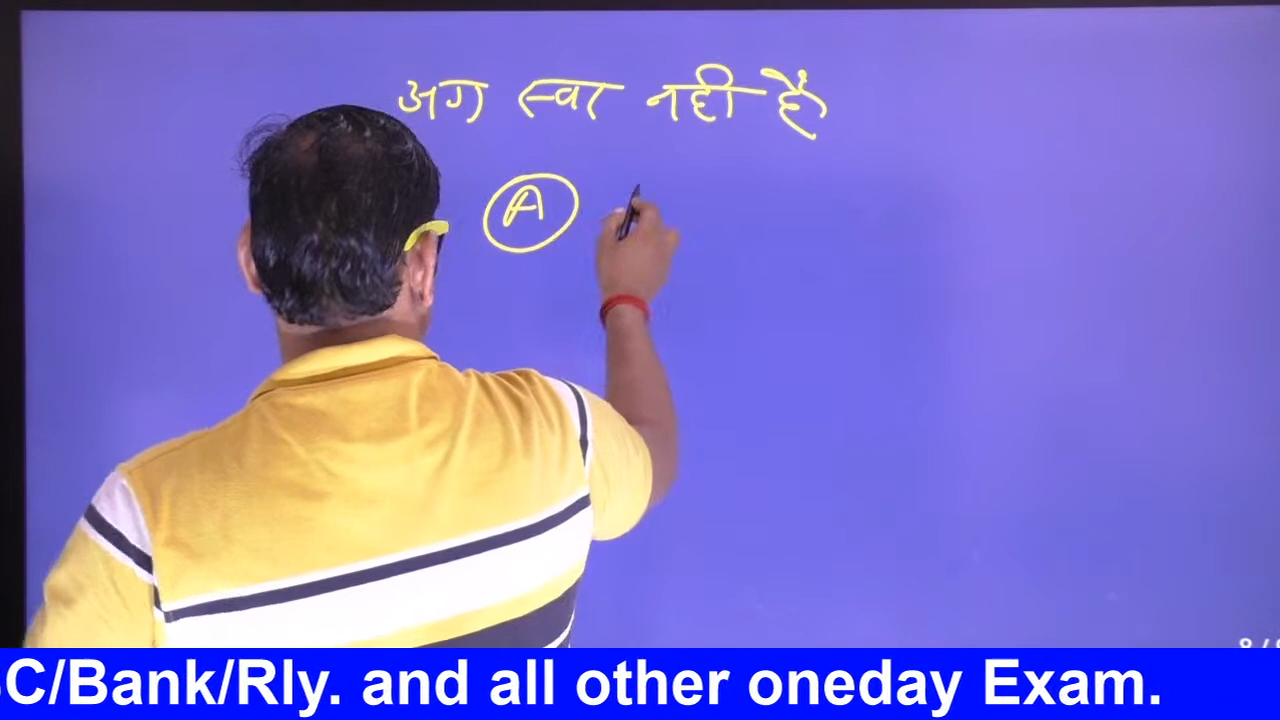 अग स्वर नही है
A
C/Bank/Rly. and all other oneday Exam.